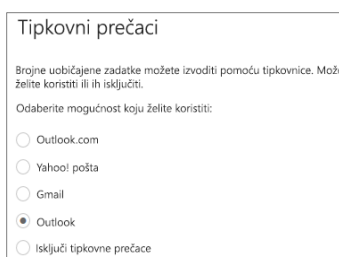 Tipkovni prečaci
Brojne uobičajene zadatke možete izvoditi pomoću tipkovnice.
želite koristiti ili ih isključiti.
Odaberite mogućnost koju želite koristiti:
Outlook.com
Yahoo! pošta
Gmail
Outlook
Isključi tipkovne prečace